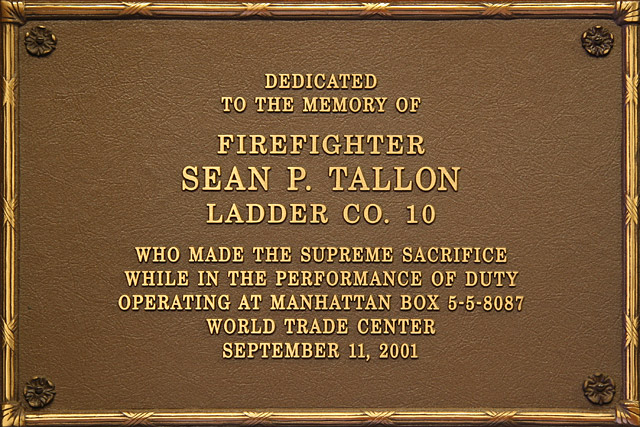 DEDICATED
TO THE MEMORY OF
FIREFIGHTER
SEAN P. TALLON
LADDER CO. 10
WHO MADE THE SUPREME SACRIFICE
WHILE IN THE PERFORMANCE OF DUTY
OPERATING AT MANHATTAN BOX 5-5-8087
WORLD TRADE CENTER
SEPTEMBER 11, 2001